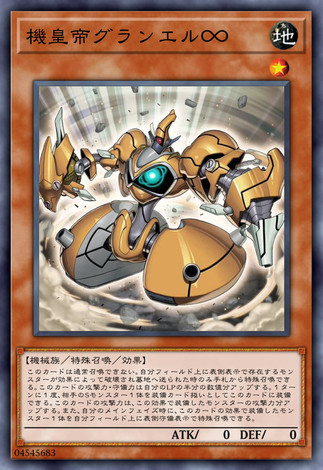 機皇帝グランエル∞
地
【機械族／特殊召喚／効果】
このカードは通常召喚できない。自分フィールド上に表側表示で存在するモ
ンスターが効果によって破壊され墓地へ送られた時のみ手札から特殊召喚でき
る。このカードの攻撃力・守備力は自分のLPの半分の数値分アップする。１ター
ンに１度、相手のSモンスター１体を装備カード扱いとしてこのカードに装備
できる。このカードの攻撃力は、この効果で装備したモンスターの攻撃力分ア
ップする。また、自分のメインフェイズ時に、このカードの効果で装備したモンス
ター１体を自分フィールド上に表側守備表示で特殊召喚できる。
ATK/ 0 DEF/ 0
04545683